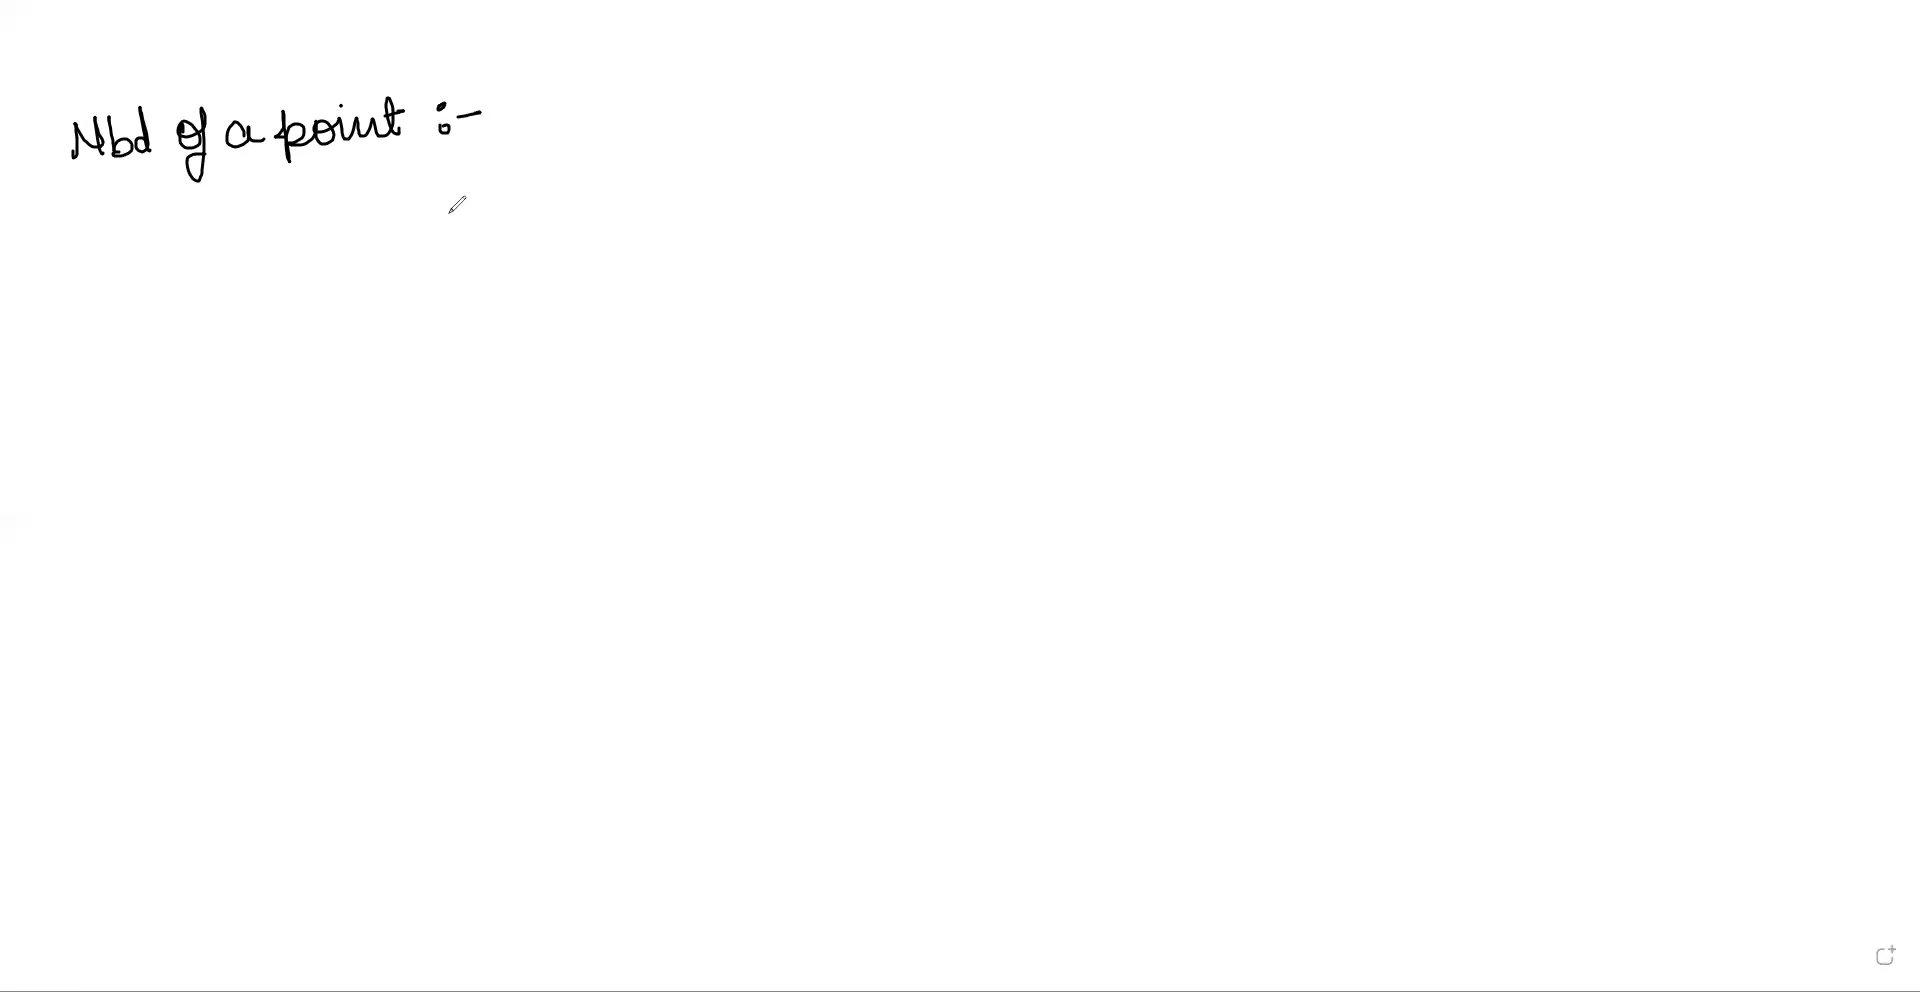 Nbd of a point :-